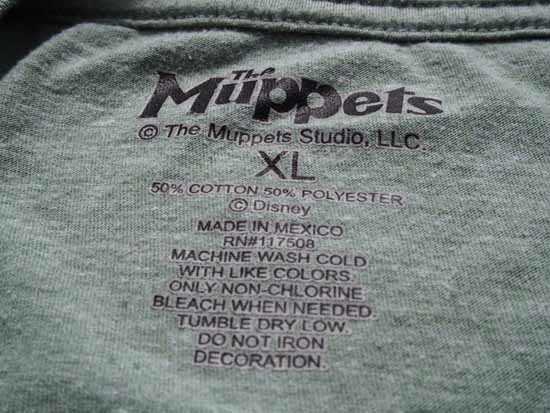 The
Muppets
© The Muppets Studio, LLC.
XL
50% COTTON 50% POLYESTER
© Disney
MADE IN MEXICO
RN#117508
MACHINE WASH COLD
WITH LIKE COLORS.
ONLY NON-CHLORINE
BLEACH WHEN NEEDED.
TUMBLE DRY LOW.
DO NOT IRON
DECORATION.